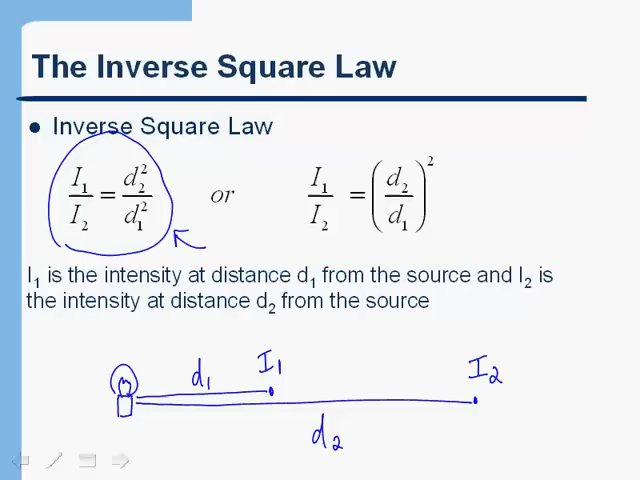 The Inverse Square Law
● Inverse Square Law
I₁/I₂ = d₂²/d₁² or I₁/I₂ = (d₂/d₁)²
I₁ is the intensity at distance d₁ from the source and I₂ is
the intensity at distance d₂ from the source
d₁ I₁ I₂
d₂